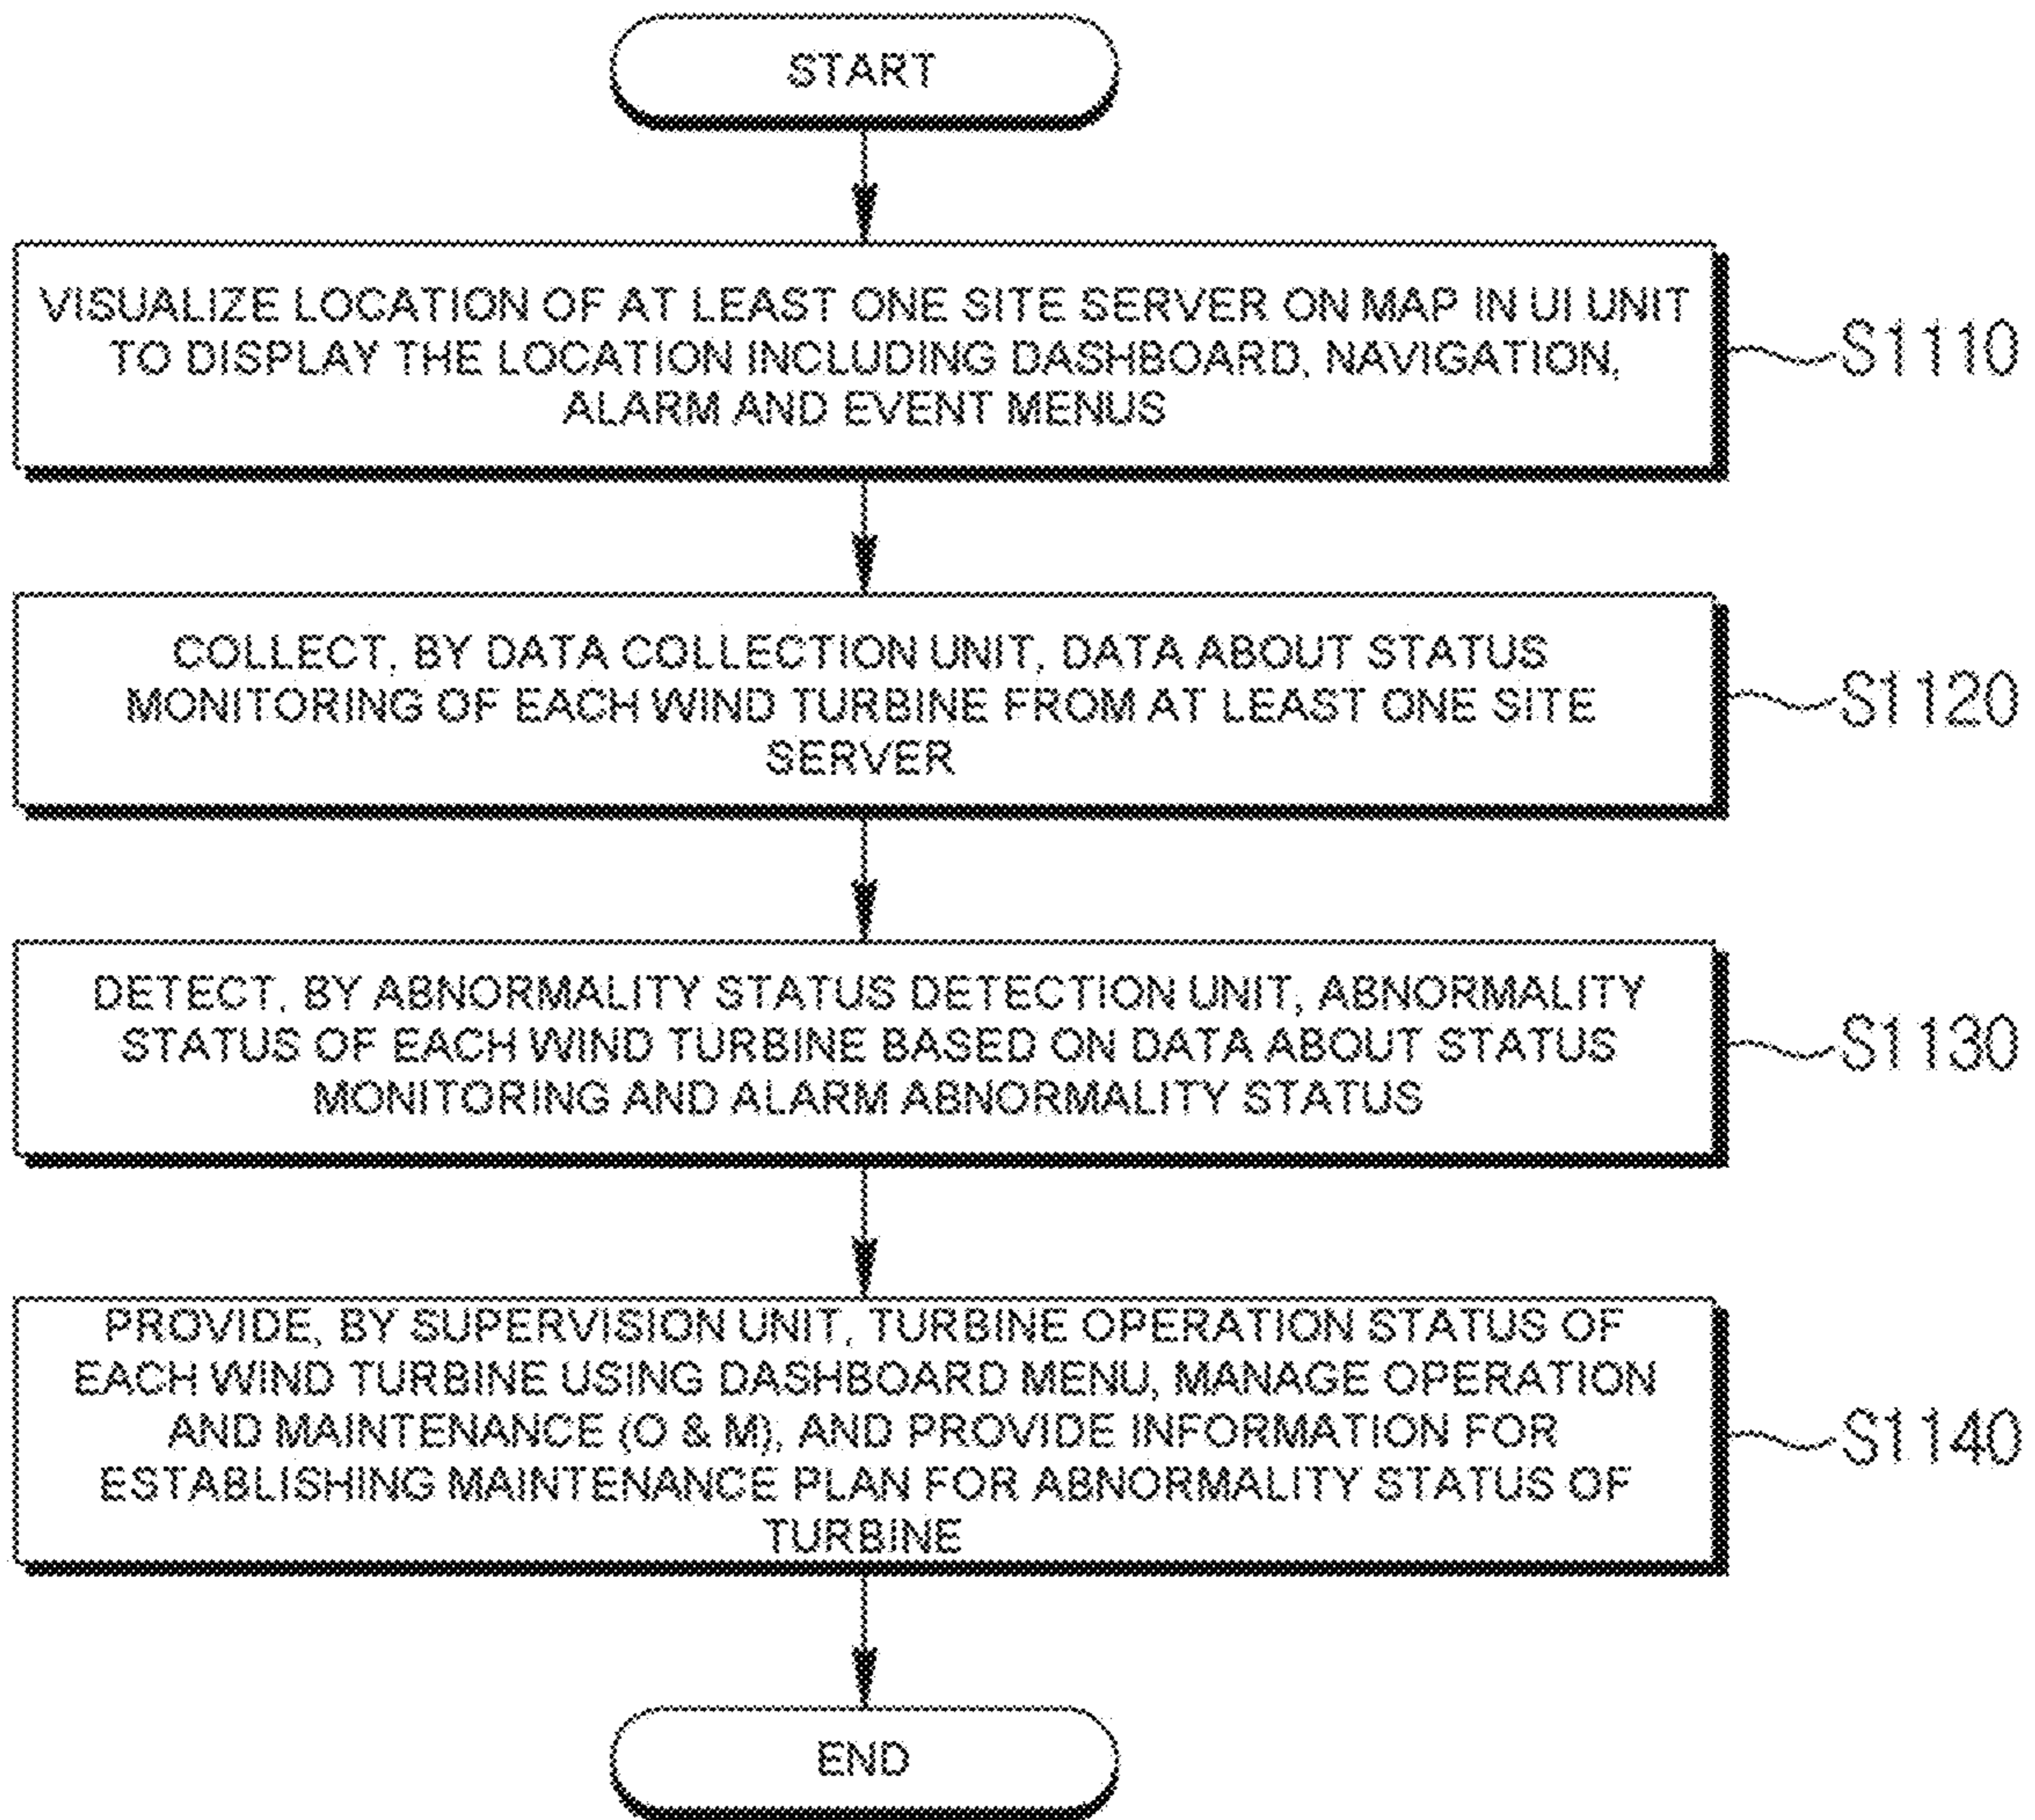 START
VISUALIZE LOCATION OF AT LEAST ONE SITE SERVER ON MAP IN UI UNIT
TO DISPLAY THE LOCATION INCLUDING DASHBOARD, NAVIGATION,
ALARM AND EVENT MENUS
S1110
COLLECT, BY DATA COLLECTION UNIT, DATA ABOUT STATUS
MONITORING OF EACH WIND TURBINE FROM AT LEAST ONE SITE
SERVER
S1120
DETECT, BY ABNORMALITY STATUS DETECTION UNIT, ABNORMALITY
STATUS OF EACH WIND TURBINE BASED ON DATA ABOUT STATUS
MONITORING AND ALARM ABNORMALITY STATUS
S1130
PROVIDE, BY SUPERVISION UNIT, TURBINE OPERATION STATUS OF
EACH WIND TURBINE USING DASHBOARD MENU, MANAGE OPERATION
AND MAINTENANCE (O & M), AND PROVIDE INFORMATION FOR
ESTABLISHING MAINTENANCE PLAN FOR ABNORMALITY STATUS OF
TURBINE
S1140
END